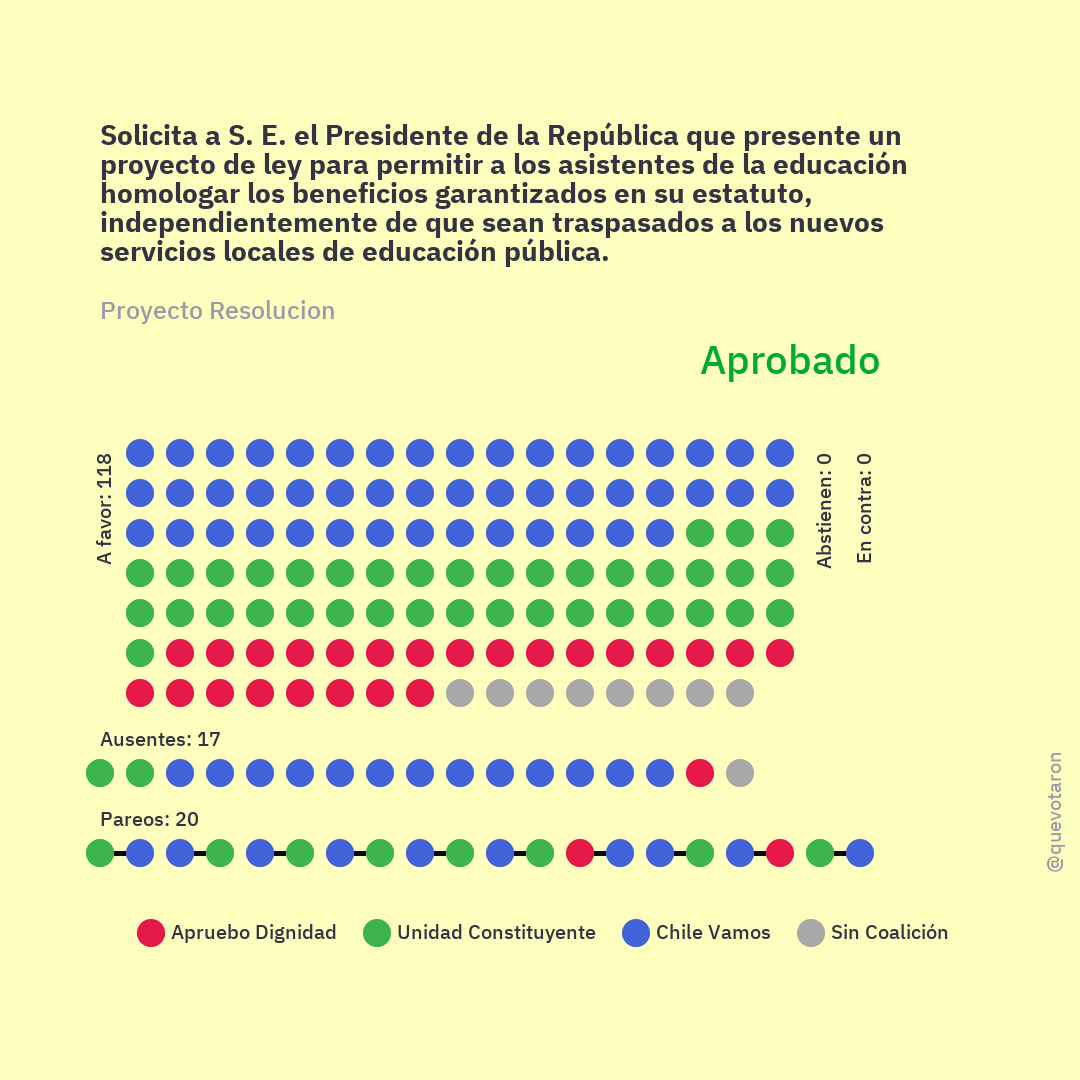 Solicita a S. E. el Presidente de la República que presente un
proyecto de ley para permitir a los asistentes de la educación
homologar los beneficios garantizados en su estatuto,
independientemente de que sean traspasados a los nuevos
servicios locales de educación pública.
Proyecto Resolucion
Aprobado
A favor: 118
Abstienen: 0
En contra: 0
Ausentes: 17
Pareos: 20
Apruebo Dignidad
Unidad Constituyente
Chile Vamos
Sin Coalición
@quevotaron